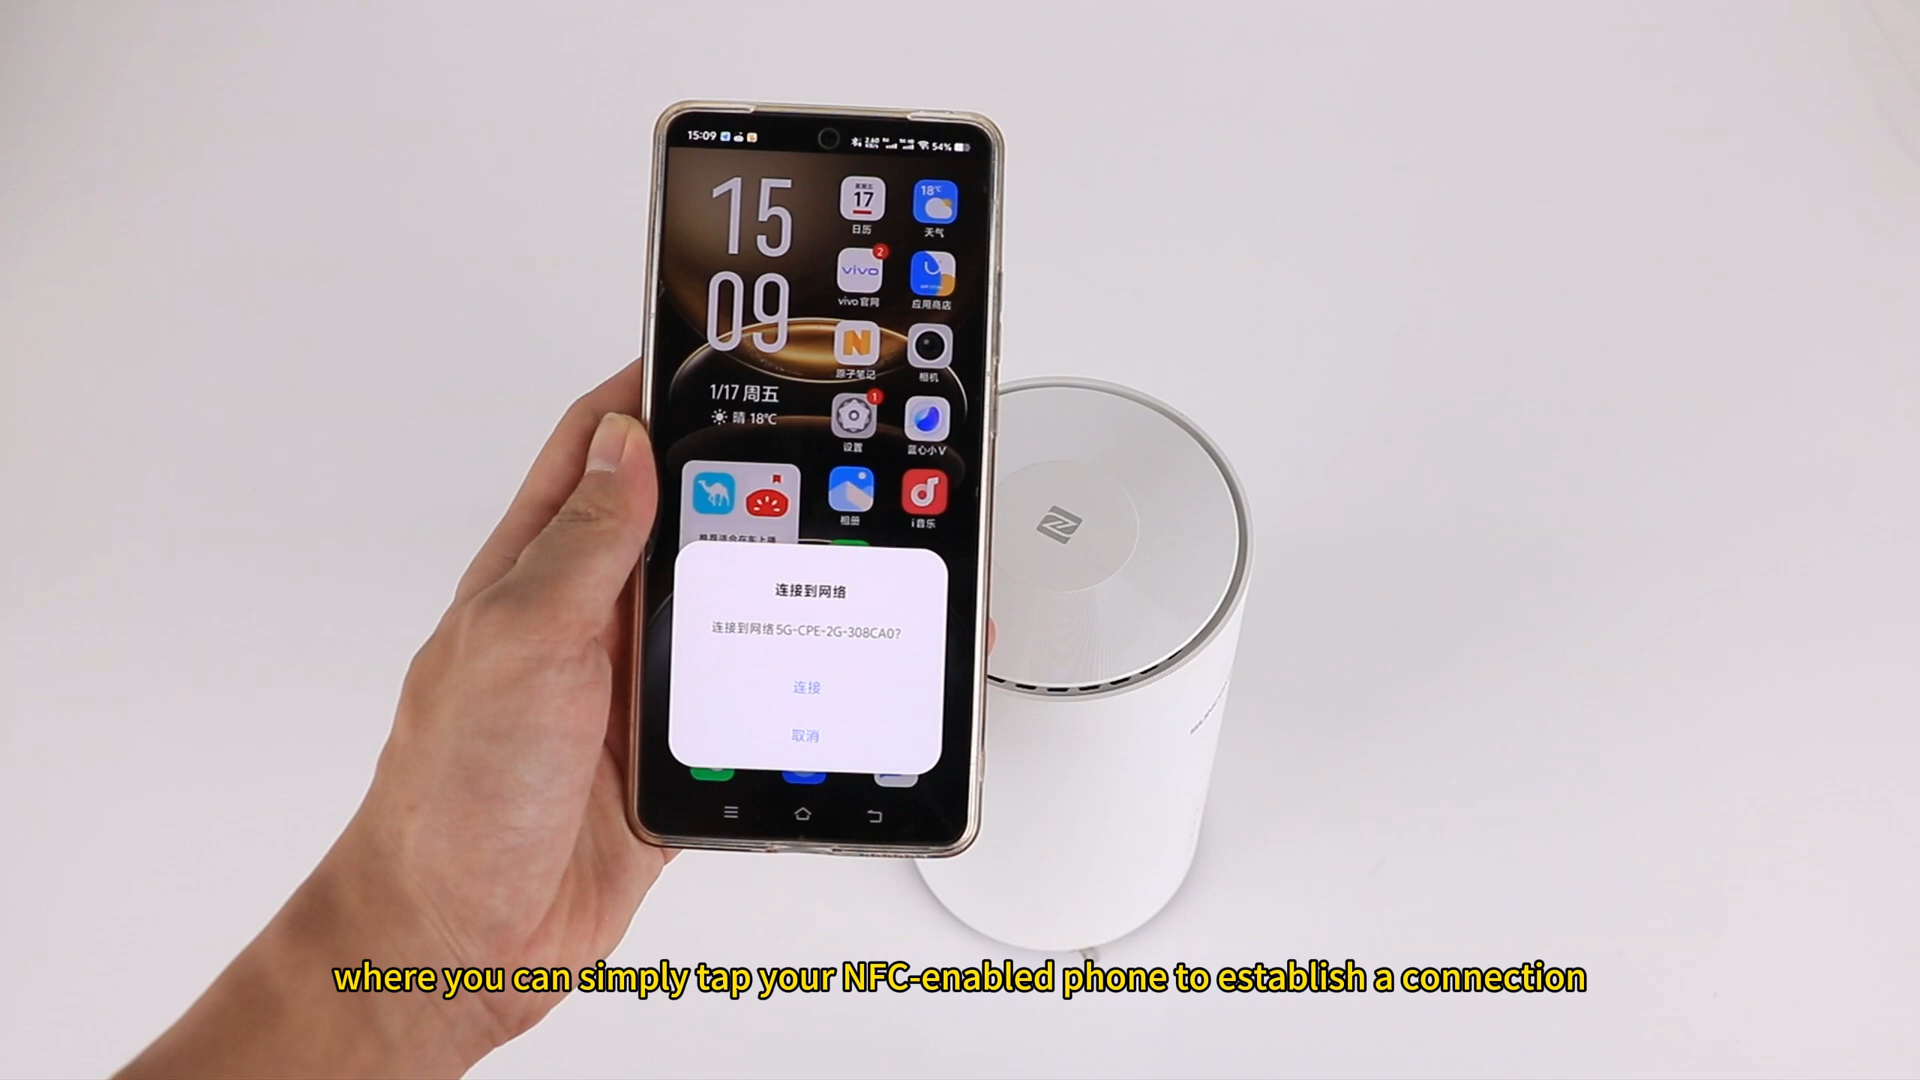 15:09
54%
15
09
1/17 周五
晴 18℃
17
日历
18℃
天气
2
vivo
vivo官网
应用商店
N
原子笔记
相机
1
设置
蓝心小V
相册
i音乐
连接到网络
连接到网络5G-CPE-2G-308CA0?
连接
取消
where you can simply tap your NFC-enabled phone to establish a connection